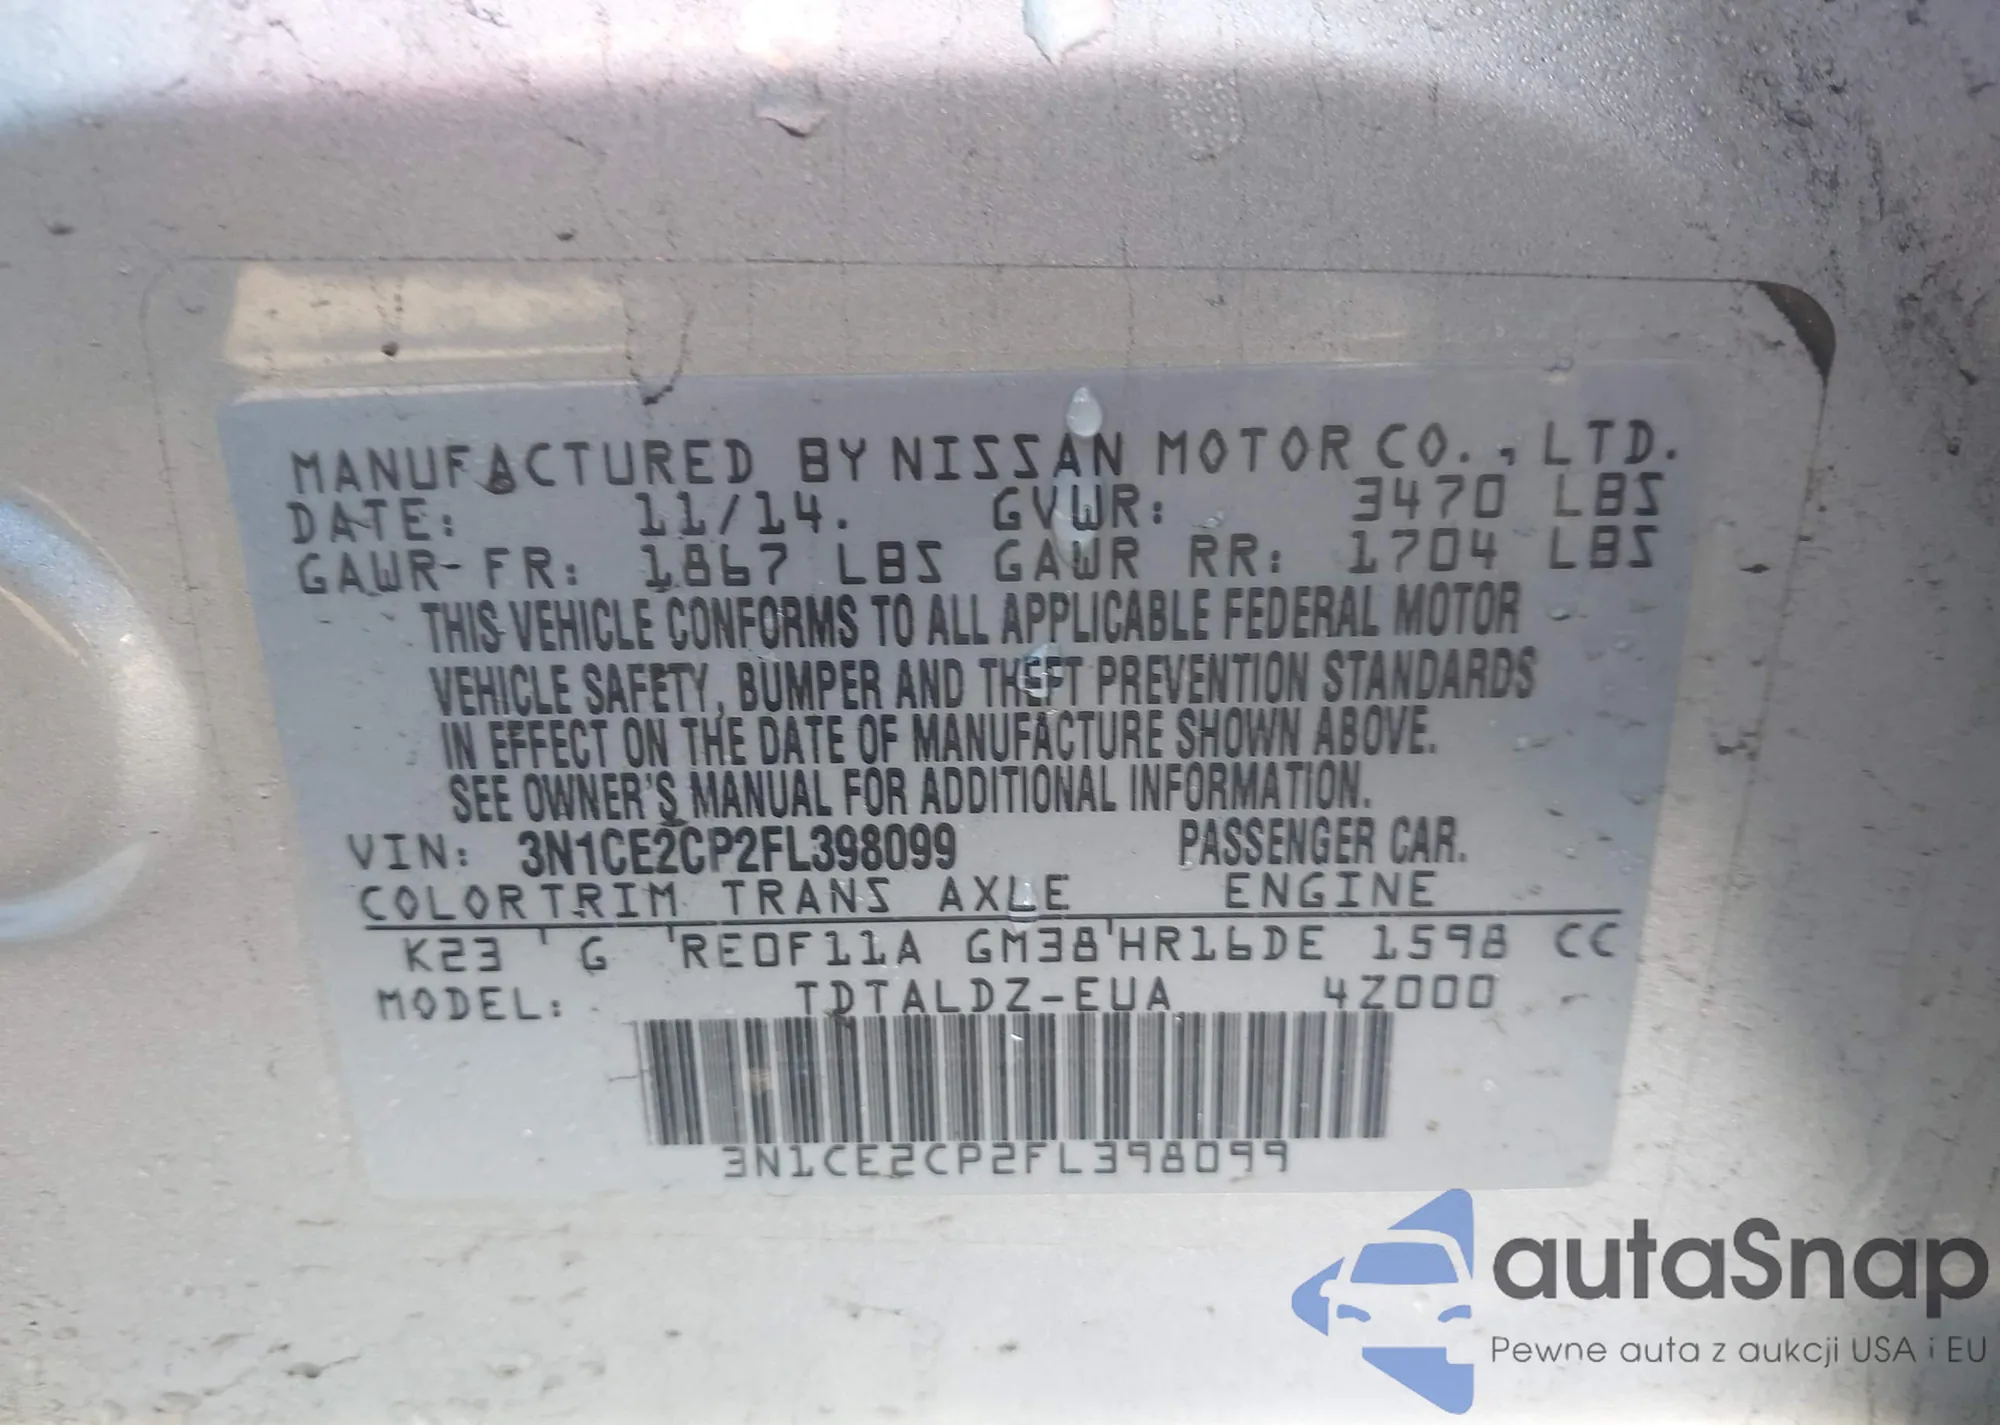 MANUFACTURED BY NISSAN MOTOR CO., LTD.
DATE: 11/14. GVWR: 3470 LBS
GAWR-FR: 1867 LBS GAWR RR: 1704 LBS
THIS VEHICLE CONFORMS TO ALL APPLICABLE FEDERAL MOTOR
VEHICLE SAFETY, BUMPER AND THEFT PREVENTION STANDARDS
IN EFFECT ON THE DATE OF MANUFACTURE SHOWN ABOVE.
SEE OWNER'S MANUAL FOR ADDITIONAL INFORMATION.
VIN: 3N1CE2CP2FL398099 PASSENGER CAR.
COLOR TRIM TRANS AXLE ENGINE
K23 G RE0F11A GM38 HR16DE 1598 CC
MODEL: TDTALDZ-EUA 4Z000
3N1CE2CP2FL398099
autaSnap
Pewne auta z aukcji USA i EU